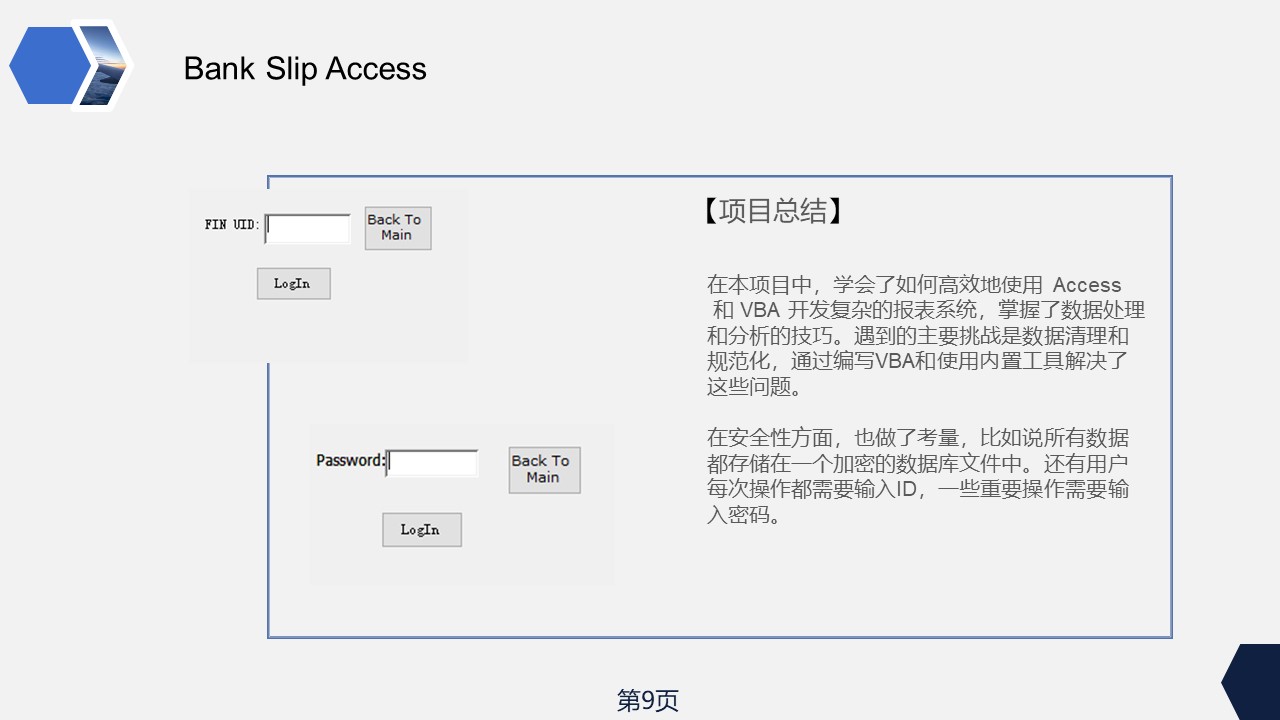 Bank Slip Access
FIN UID:
Back To
Main
LogIn
Password:
Back To
Main
LogIn
【项目总结】
在本项目中，学会了如何高效地使用 Access
和 VBA 开发复杂的报表系统，掌握了数据处理
和分析的技巧。遇到的主要挑战是数据清理和
规范化，通过编写VBA和使用内置工具解决了
这些问题。
在安全性方面，也做了考量，比如说所有数据
都存储在一个加密的数据库文件中。还有用户
每次操作都需要输入ID，一些重要操作需要输
入密码。
第9页